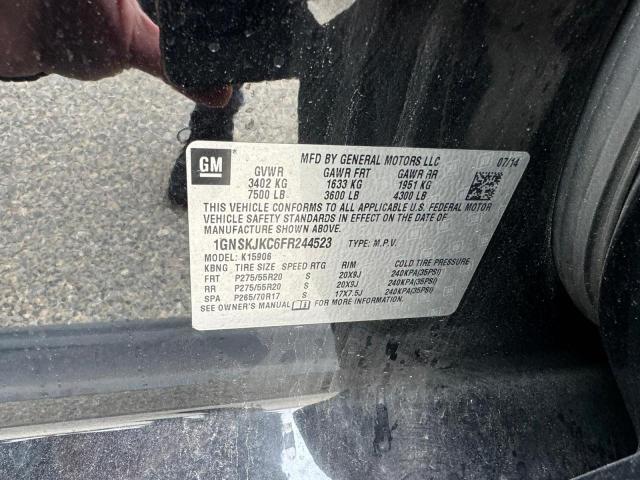 GM
MFD BY GENERAL MOTORS LLC 07/14
GVWR GAWR FRT GAWR RR
3402 KG 1633 KG 1951 KG
7500 LB 3600 LB 4300 LB
THIS VEHICLE CONFORMS TO ALL APPLICABLE U.S. FEDERAL MOTOR
VEHICLE SAFETY STANDARDS IN EFFECT ON THE DATE OF
MANUFACTURE SHOWN ABOVE.
1GNSKJKC6FR244523 TYPE: M.P.V.
MODEL: K15906
KBNG TIRE SIZE SPEED RTG RIM COLD TIRE PRESSURE
FRT P275/55R20 S 20X9J 240KPA(35PSI)
RR P275/55R20 S 20X9J 240KPA(35PSI)
SPA P265/70R17 S 17X7.5J 240KPA(35PSI)
SEE OWNER'S MANUAL FOR MORE INFORMATION.